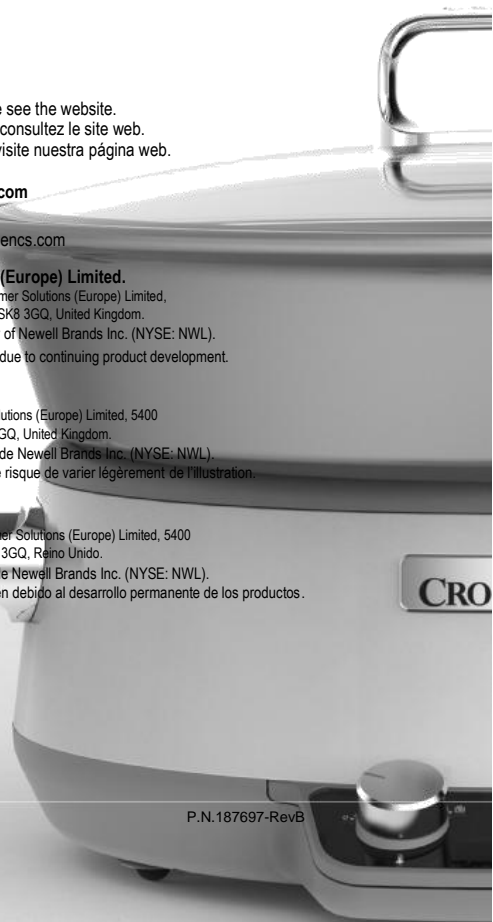 see the website.
consultez le site web.
visite nuestra página web.
com
encs.com
(Europe) Limited.
mer Solutions (Europe) Limited,
SK8 3GQ, United Kingdom.
of Newell Brands Inc. (NYSE: NWL).
due to continuing product development.
lutions (Europe) Limited, 5400
GQ, United Kingdom.
de Newell Brands Inc. (NYSE: NWL).
risque de varier légèrement de l'illustration.
mer Solutions (Europe) Limited, 5400
3GQ, Reino Unido.
de Newell Brands Inc. (NYSE: NWL).
en debido al desarrollo permanente de los productos.
CRO
P.N.187697-RevB